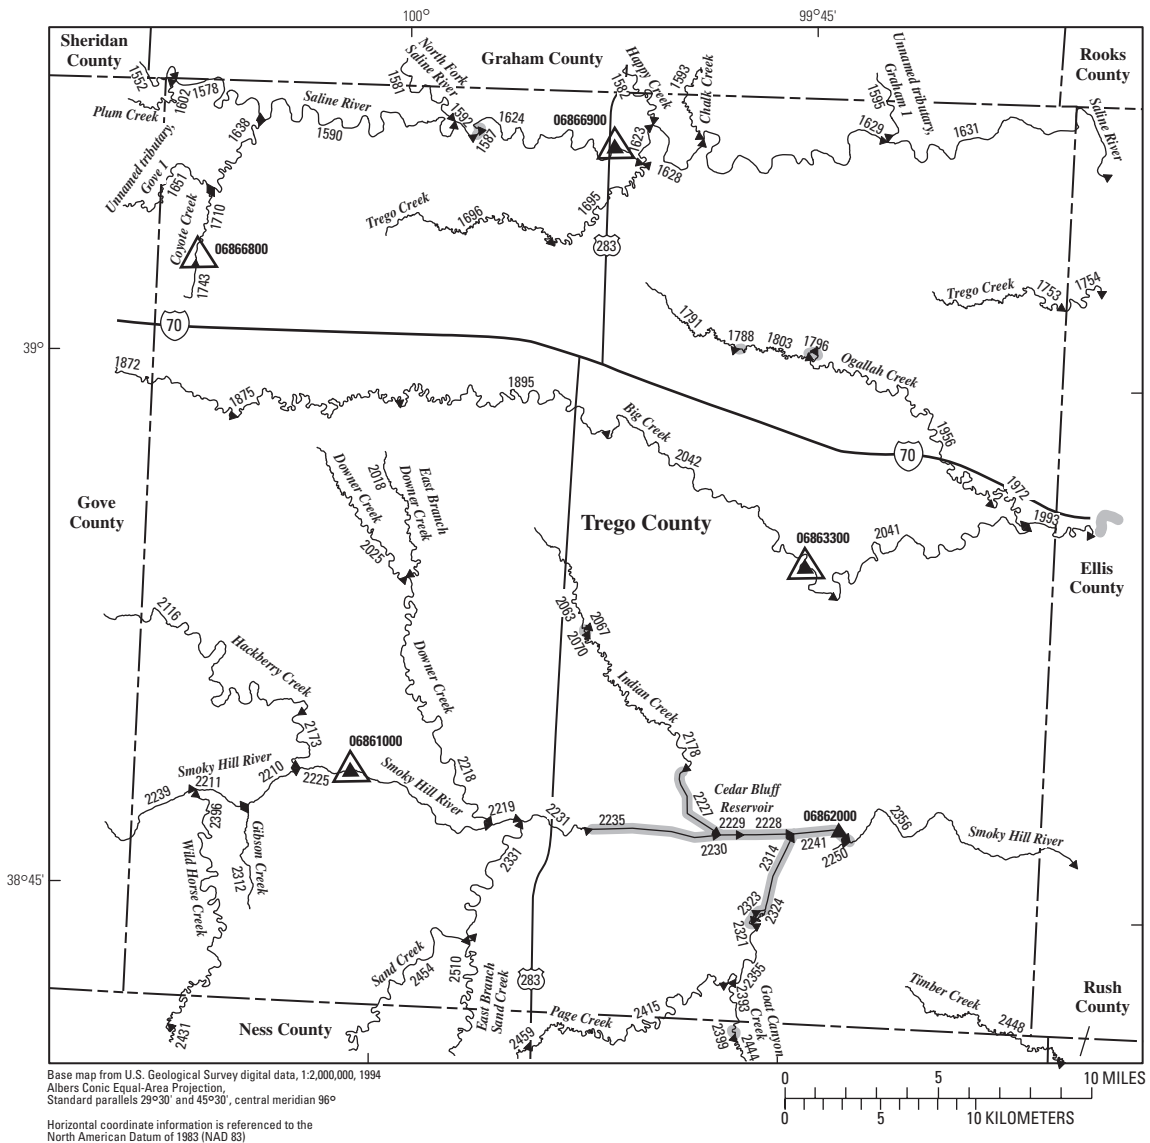 100°
99°45'
Sheridan
County
Graham County
Rooks
County
North Fork
Saline River
Happy Creek
Chalk Creek
Unnamed tributary,
Graham 1
1552
1602
1578
1581
1582
1593
1595
Plum Creek
Saline River
1590
1592
1587
1624
06866900
1623
1628
1629
1631
Saline River
1638
Unnamed tributary,
Gove 1
1651
Coyote Creek
1710
06866800
1743
Trego Creek
1696
1695
283
Trego Creek
1753
1754
70
39°
1791
1788
1803
1796
Ogallah Creek
1872
1875
1895
Big Creek
2042
1956
70
1972
1993
Gove
County
Downer Creek
2018
East Branch
Downer Creek
2025
Trego County
06863300
2041
Ellis
County
2063
2067
2070
2116
Hackberry Creek
Downer Creek
Indian Creek
2173
06861000
2178
Smoky Hill River
2239
2211
2210
2225
Smoky Hill River
2218
2219
2231
2235
2227
Cedar Bluff
Reservoir
2229
2228
06862000
2230
2241
2250
2356
Smoky Hill River
2396
Wild Horse Creek
Gibson Creek
2312
2331
2314
38°45'
2323
2324
2321
Sand Creek
2454
2510
East Branch
Sand Creek
283
2355
2393
Goat Canyon
Creek
2431
Ness County
2459
Page Creek
2415
2399
2444
Timber Creek
2448
Rush
County
Base map from U.S. Geological Survey digital data, 1:2,000,000, 1994
Albers Conic Equal-Area Projection,
Standard parallels 29°30' and 45°30', central meridian 96°
Horizontal coordinate information is referenced to the
North American Datum of 1983 (NAD 83)
0 5 10 MILES
0 5 10 KILOMETERS